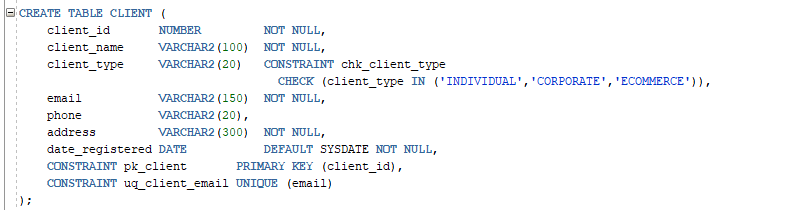 CREATE TABLE CLIENT (
client_id NUMBER NOT NULL,
client_name VARCHAR2(100) NOT NULL,
client_type VARCHAR2(20) CONSTRAINT chk_client_type
CHECK (client_type IN ('INDIVIDUAL','CORPORATE','ECOMMERCE')),
email VARCHAR2(150) NOT NULL,
phone VARCHAR2(20),
address VARCHAR2(300) NOT NULL,
date_registered DATE DEFAULT SYSDATE NOT NULL,
CONSTRAINT pk_client PRIMARY KEY (client_id),
CONSTRAINT uq_client_email UNIQUE (email)
);